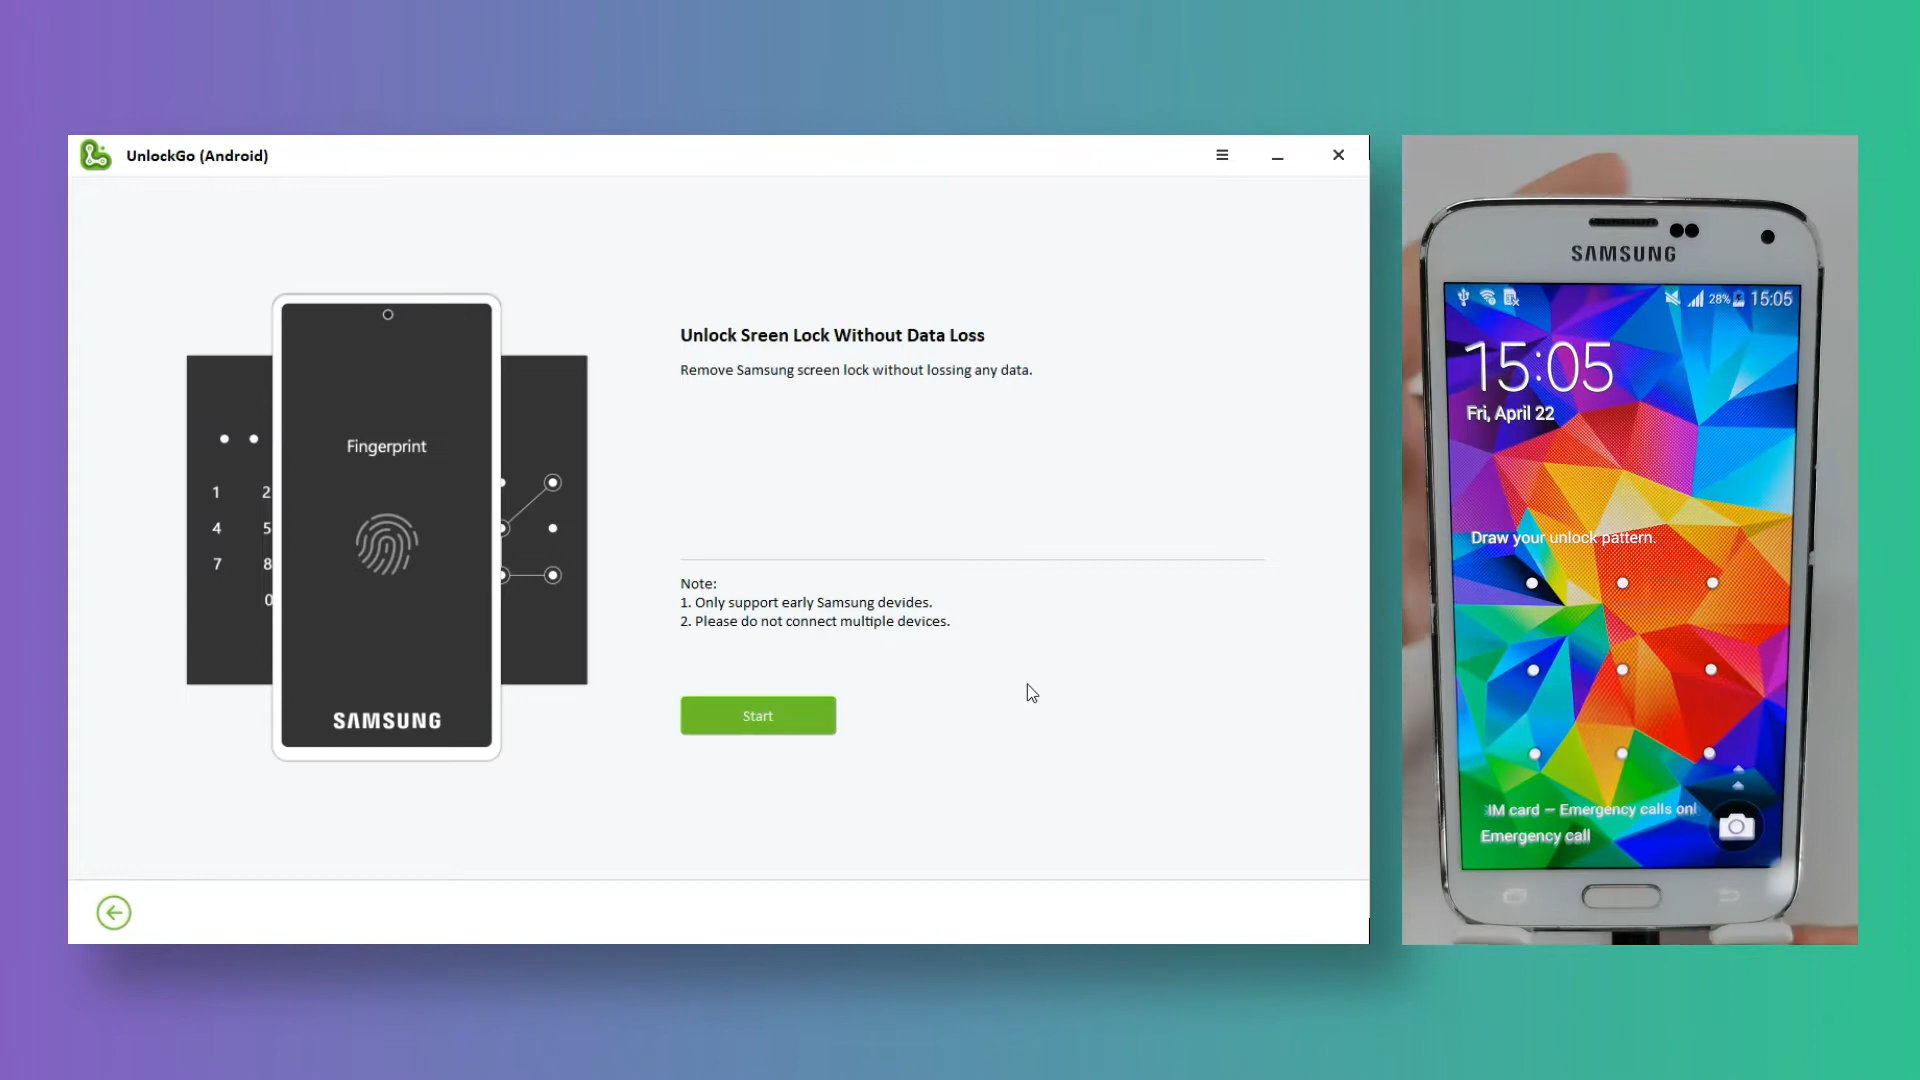 UnlockGo (Android)
Fingerprint
1 2
4 5
7 8
0
SAMSUNG
Unlock Sreen Lock Without Data Loss
Remove Samsung screen lock without lossing any data.
Note:
1. Only support early Samsung devides.
2. Please do not connect multiple devices.
Start
SAMSUNG
28% 15:05
15:05
Fri, April 22
Draw your unlock pattern.
IM card — Emergency calls onl
Emergency call